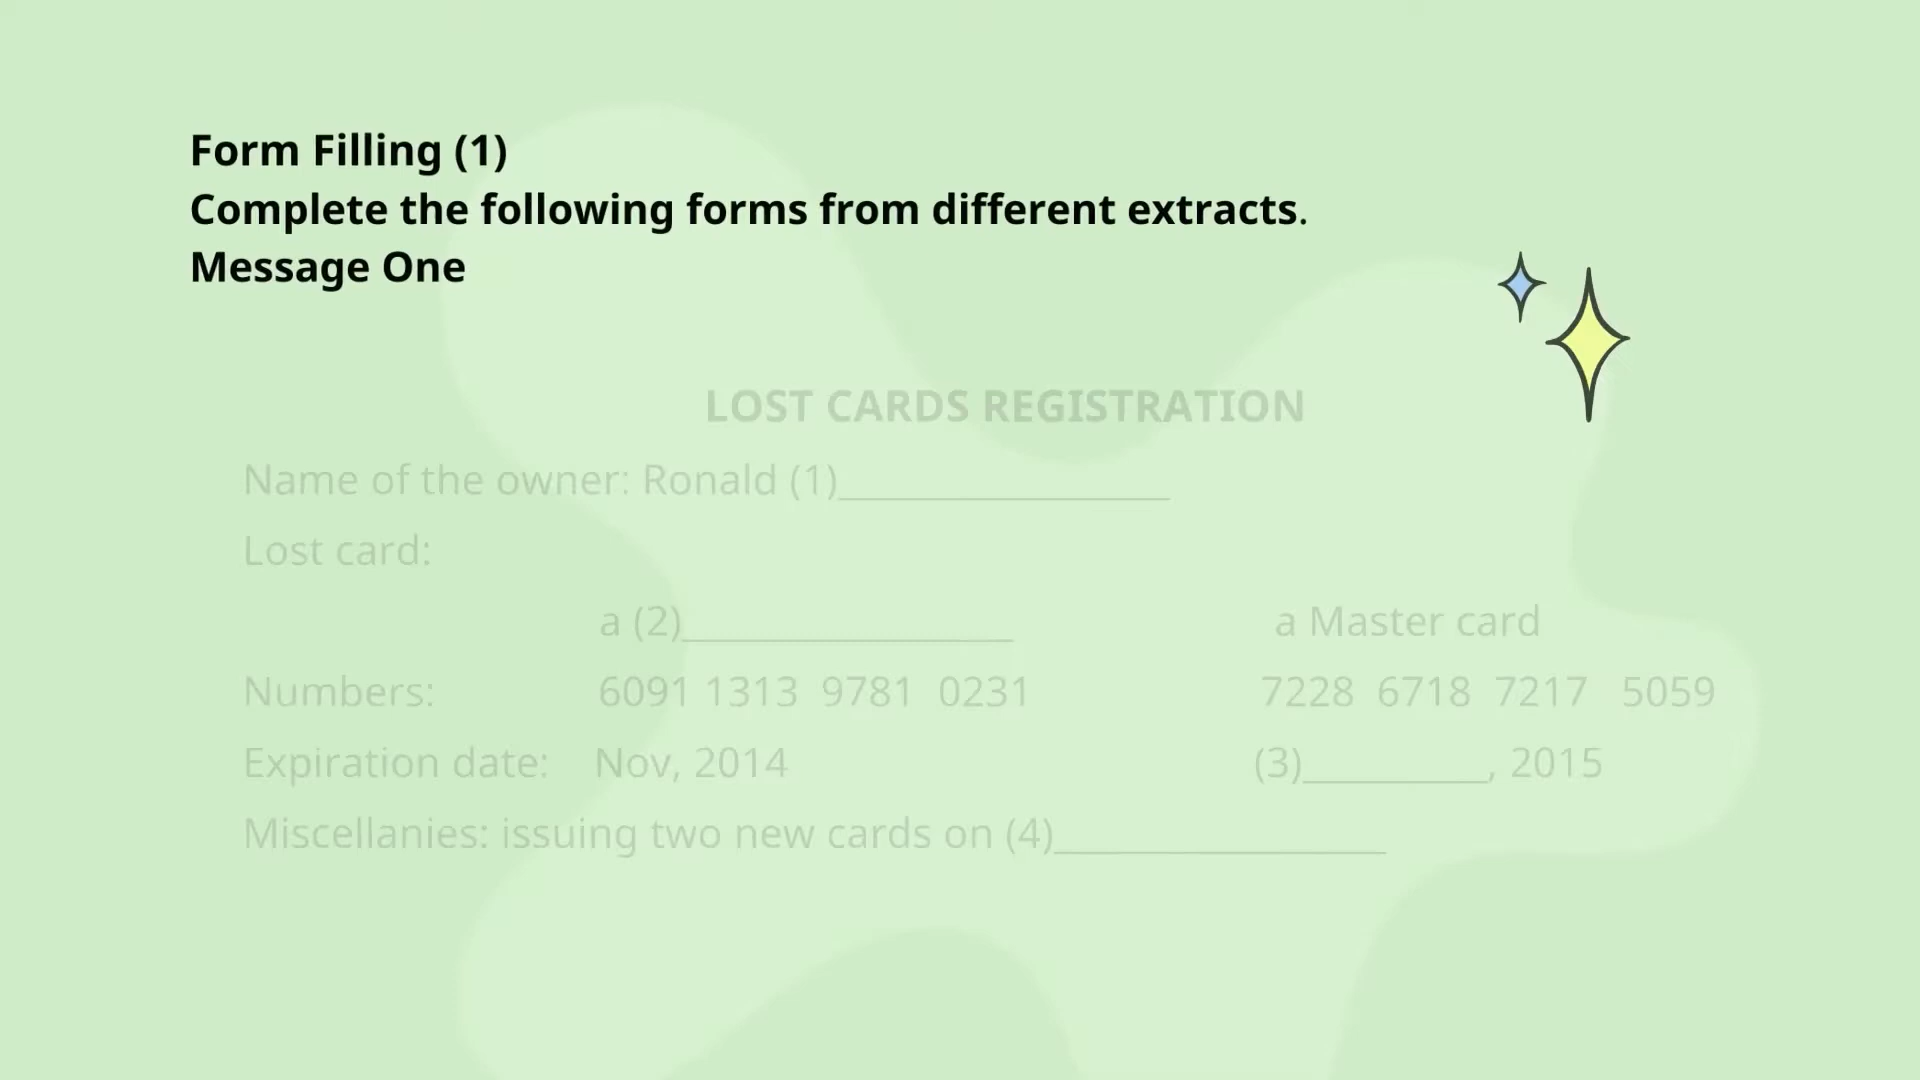 Form Filling (1)
Complete the following forms from different extracts.
Message One
LOST CARDS REGISTRATION
Name of the owner: Ronald (1)__________________
Lost card:
a (2)__________________ a Master card
Numbers: 6091 1313 9781 0231 7228 6718 7217 5059
Expiration date: Nov, 2014 (3)__________, 2015
Miscellanies: issuing two new cards on (4)__________________